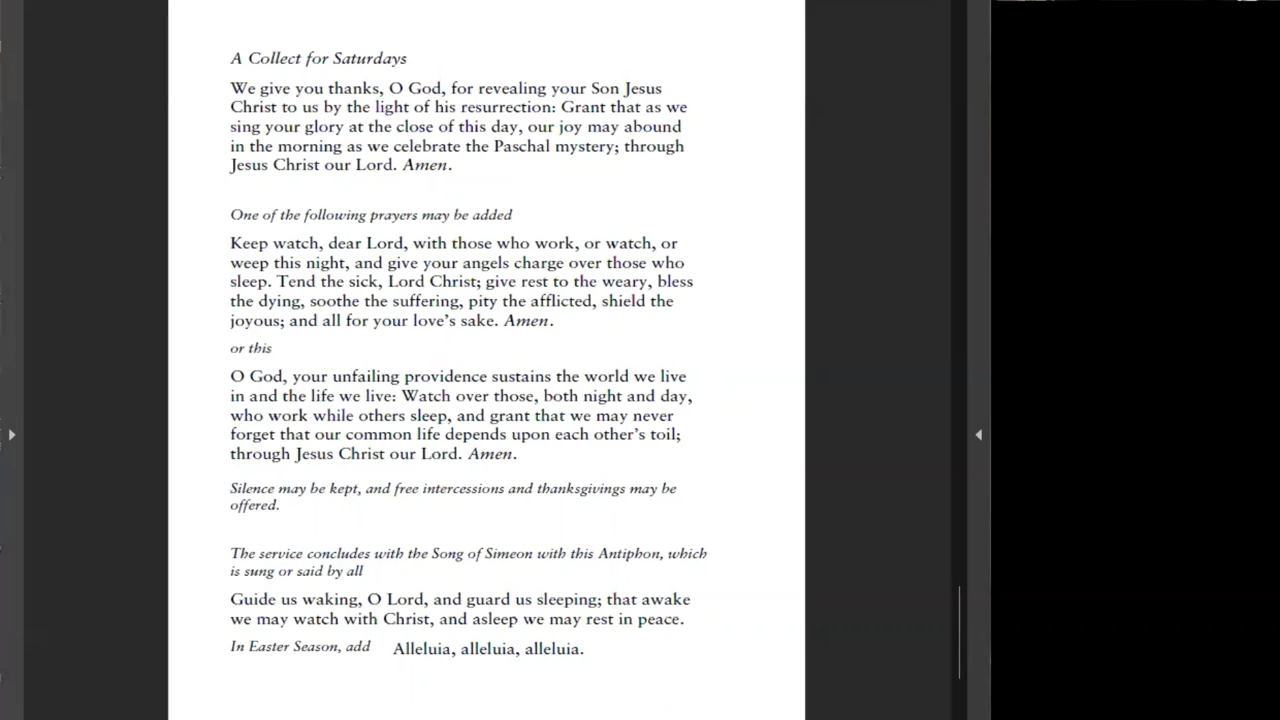 A Collect for Saturdays
We give you thanks, O God, for revealing your Son Jesus
Christ to us by the light of his resurrection: Grant that as we
sing your glory at the close of this day, our joy may abound
in the morning as we celebrate the Paschal mystery; through
Jesus Christ our Lord. Amen.
One of the following prayers may be added
Keep watch, dear Lord, with those who work, or watch, or
weep this night, and give your angels charge over those who
sleep. Tend the sick, Lord Christ; give rest to the weary, bless
the dying, soothe the suffering, pity the afflicted, shield the
joyous; and all for your love’s sake. Amen.
or this
O God, your unfailing providence sustains the world we live
in and the life we live: Watch over those, both night and day,
who work while others sleep, and grant that we may never
forget that our common life depends upon each other’s toil;
through Jesus Christ our Lord. Amen.
Silence may be kept, and free intercessions and thanksgivings may be
offered.
The service concludes with the Song of Simeon with this Antiphon, which
is sung or said by all
Guide us waking, O Lord, and guard us sleeping; that awake
we may watch with Christ, and asleep we may rest in peace.
In Easter Season, add Alleluia, alleluia, alleluia.